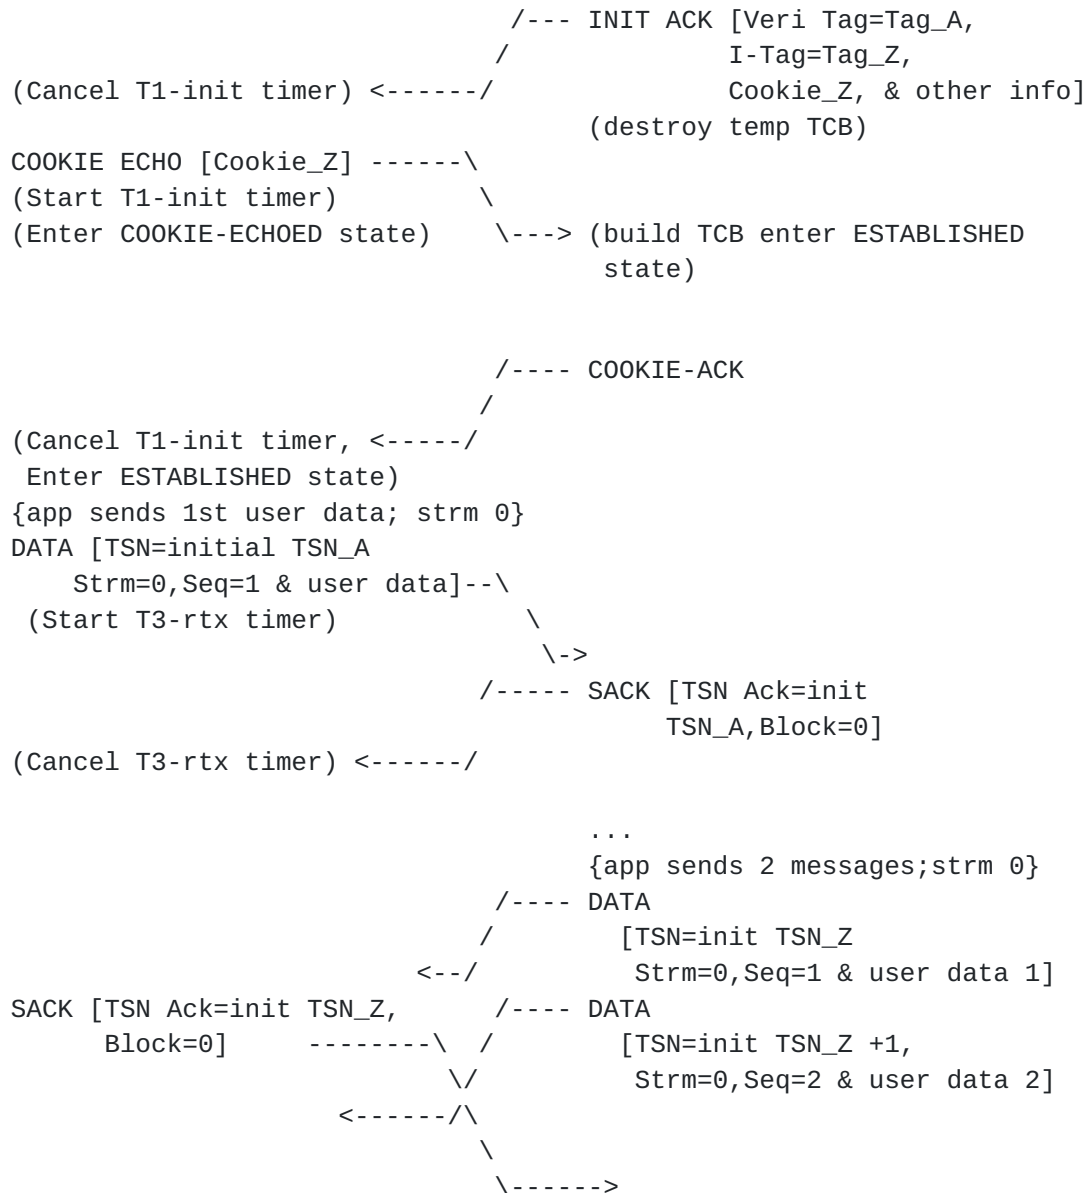 /--- INIT ACK [Veri Tag=Tag_A,
                               /              I-Tag=Tag_Z,
(Cancel T1-init timer) <------/               Cookie_Z, & other info]
                                     (destroy temp TCB)
COOKIE ECHO [Cookie_Z] ------\
(Start T1-init timer)         \
(Enter COOKIE-ECHOED state)    \---> (build TCB enter ESTABLISHED
                                      state)
                               /---- COOKIE-ACK
                              /
(Cancel T1-init timer, <-----/
 Enter ESTABLISHED state)
{app sends 1st user data; strm 0}
DATA [TSN=initial TSN_A
    Strm=0,Seq=1 & user data]--\
 (Start T3-rtx timer)            \
                                  \->
                              /----- SACK [TSN Ack=init
                                          TSN_A,Block=0]
(Cancel T3-rtx timer) <------/
                                     ...
                                     {app sends 2 messages;strm 0}
                               /---- DATA
                              /        [TSN=init TSN_Z
                          <--/          Strm=0,Seq=1 & user data 1]
SACK [TSN Ack=init TSN_Z,      /---- DATA
      Block=0]     --------\  /        [TSN=init TSN_Z +1,
                            \/          Strm=0,Seq=2 & user data 2]
                     <------/\
                              \
                               \------>